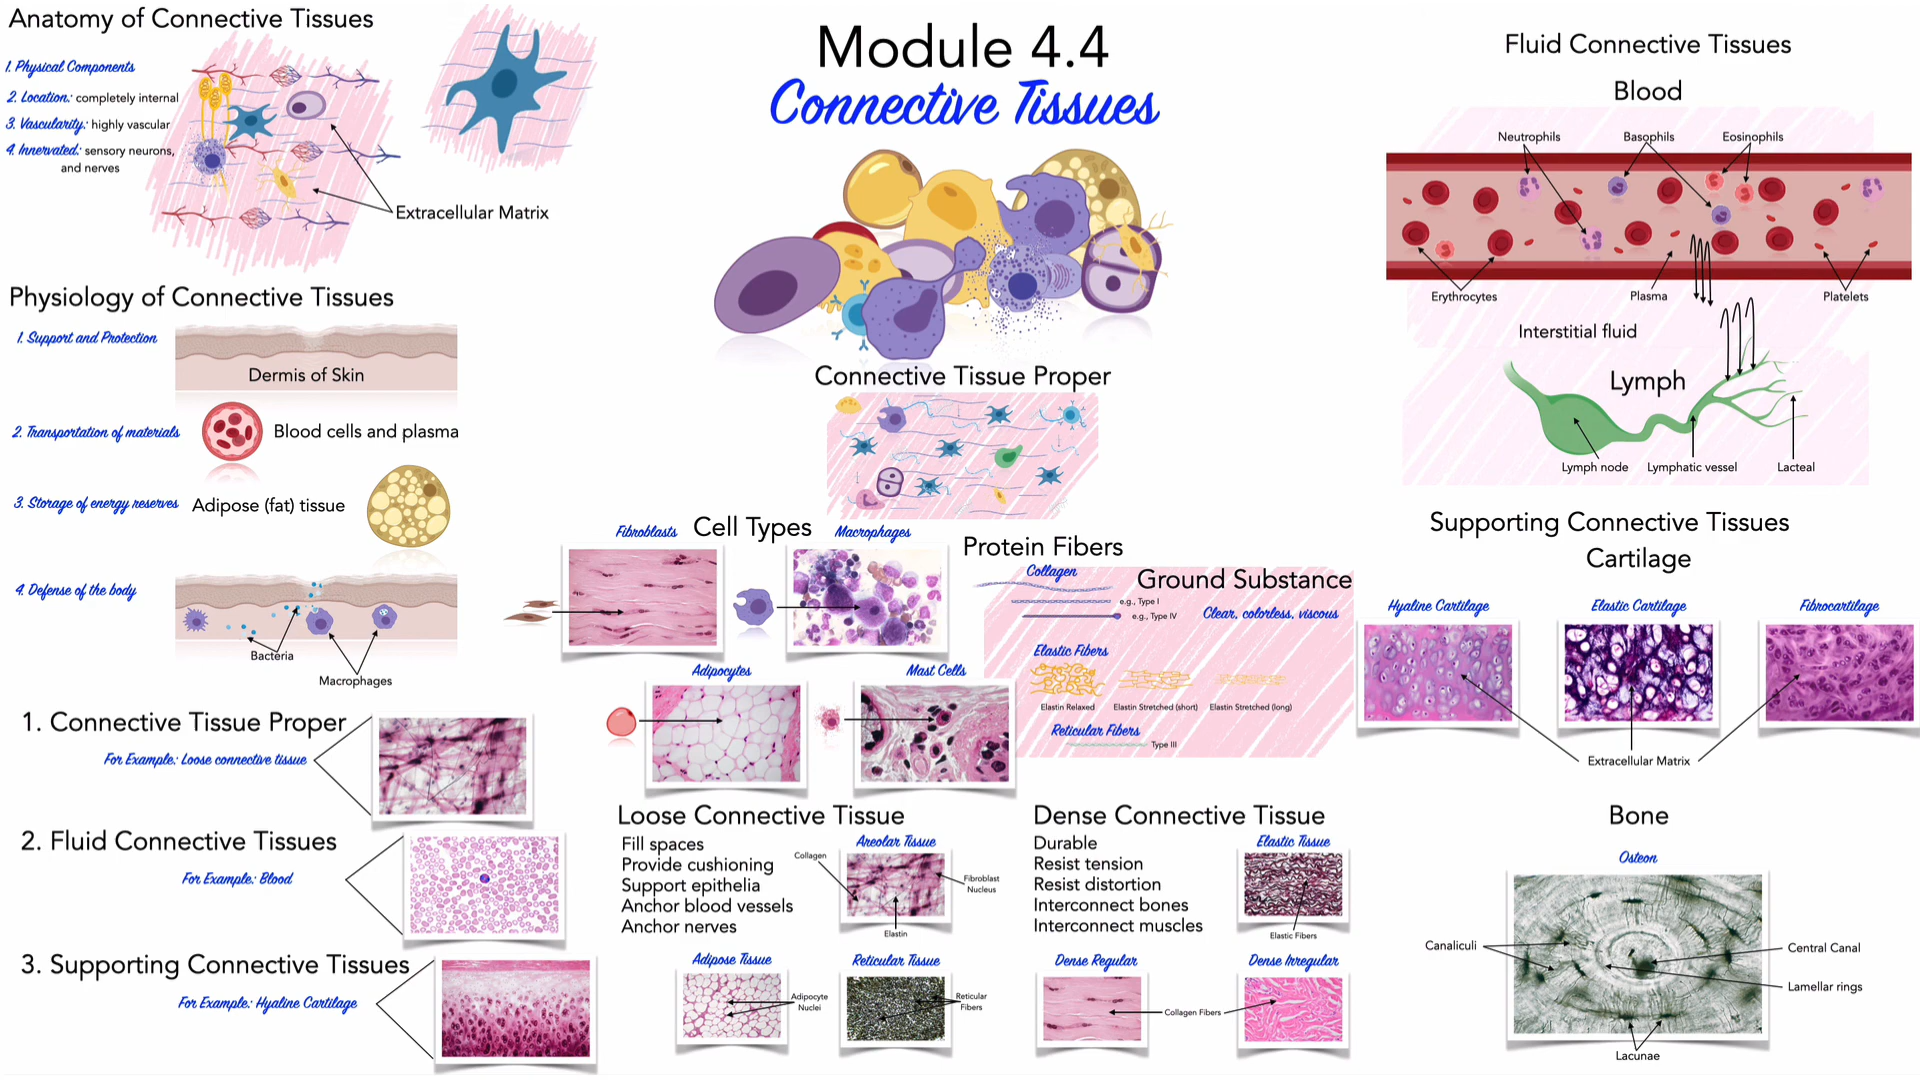 Anatomy of Connective Tissues
1. Physical Components
2. Location: completely internal
3. Vascularity: highly vascular
4. Innervated: sensory neurons,
and nerves
Extracellular Matrix
Physiology of Connective Tissues
1. Support and Protection
Dermis of Skin
2. Transportation of materials
Blood cells and plasma
3. Storage of energy reserves
Adipose (fat) tissue
4. Defense of the body
Bacteria
Macrophages
1. Connective Tissue Proper
For Example: Loose connective tissue
2. Fluid Connective Tissues
For Example: Blood
3. Supporting Connective Tissues
For Example: Hyaline Cartilage
Module 4.4
Connective Tissues
Connective Tissue Proper
Cell Types
Fibroblasts
Macrophages
Adipocytes
Mast Cells
Protein Fibers
Collagen
e.g., Type I
e.g., Type IV
Elastic Fibers
Elastin Relaxed
Elastin Stretched (short)
Elastin Stretched (long)
Reticular Fibers
Type III
Ground Substance
Clear, colorless, viscous
Loose Connective Tissue
Fill spaces
Provide cushioning
Support epithelia
Anchor blood vessels
Anchor nerves
Areolar Tissue
Collagen
Fibroblast
Nucleus
Elastin
Adipose Tissue
Adipocyte
Nuclei
Reticular Tissue
Reticular
Fibers
Dense Connective Tissue
Durable
Resist tension
Resist distortion
Interconnect bones
Interconnect muscles
Elastic Tissue
Elastic Fibers
Dense Regular
Collagen Fibers
Dense Irregular
Fluid Connective Tissues
Blood
Neutrophils
Basophils
Eosinophils
Erythrocytes
Plasma
Platelets
Interstitial fluid
Lymph
Lymph node
Lymphatic vessel
Lacteal
Supporting Connective Tissues
Cartilage
Hyaline Cartilage
Elastic Cartilage
Fibrocartilage
Extracellular Matrix
Bone
Osteon
Canaliculi
Central Canal
Lamellar rings
Lacunae